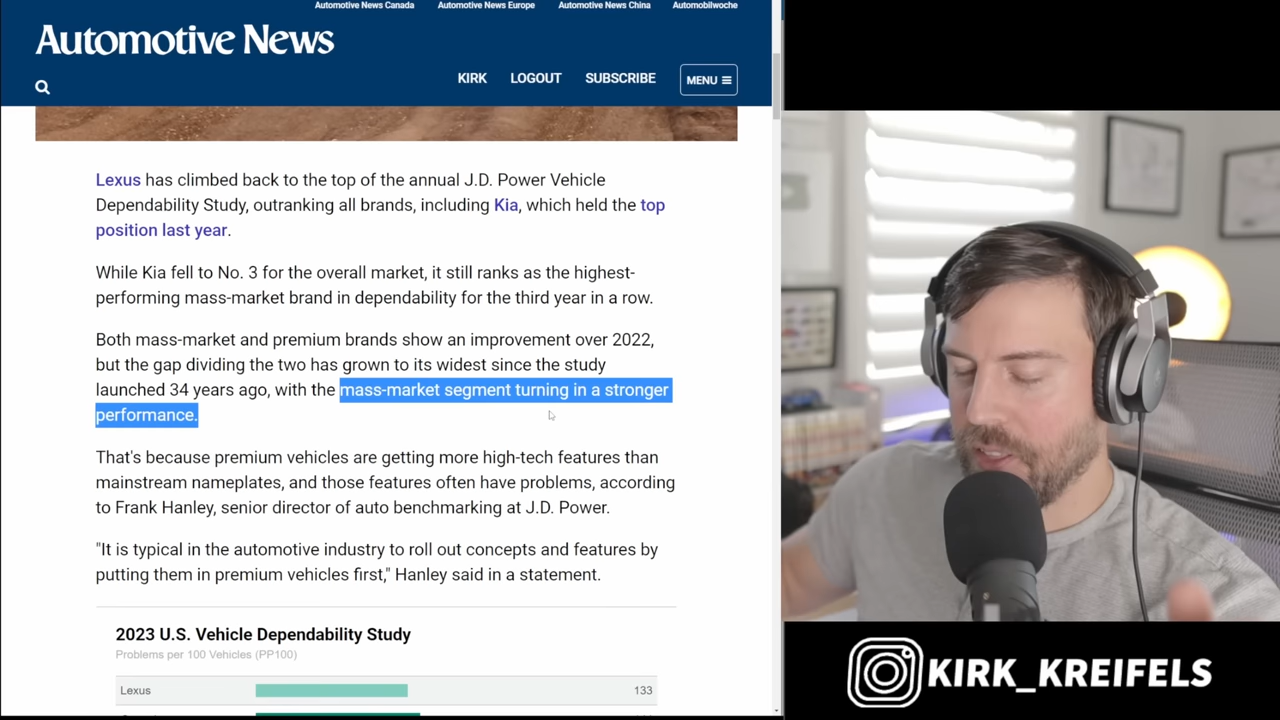 Automotive News Canada Automotive News Europe Automotive News China Automobilwoche
Automotive News
KIRK LOGOUT SUBSCRIBE MENU
Lexus has climbed back to the top of the annual J.D. Power Vehicle
Dependability Study, outranking all brands, including Kia, which held the top
position last year.
While Kia fell to No. 3 for the overall market, it still ranks as the highest-
performing mass-market brand in dependability for the third year in a row.
Both mass-market and premium brands show an improvement over 2022,
but the gap dividing the two has grown to its widest since the study
launched 34 years ago, with the mass-market segment turning in a stronger
performance.
That's because premium vehicles are getting more high-tech features than
mainstream nameplates, and those features often have problems, according
to Frank Hanley, senior director of auto benchmarking at J.D. Power.
"It is typical in the automotive industry to roll out concepts and features by
putting them in premium vehicles first," Hanley said in a statement.
2023 U.S. Vehicle Dependability Study
Problems per 100 Vehicles (PP100)
Lexus 133
KIRK_KREIFELS